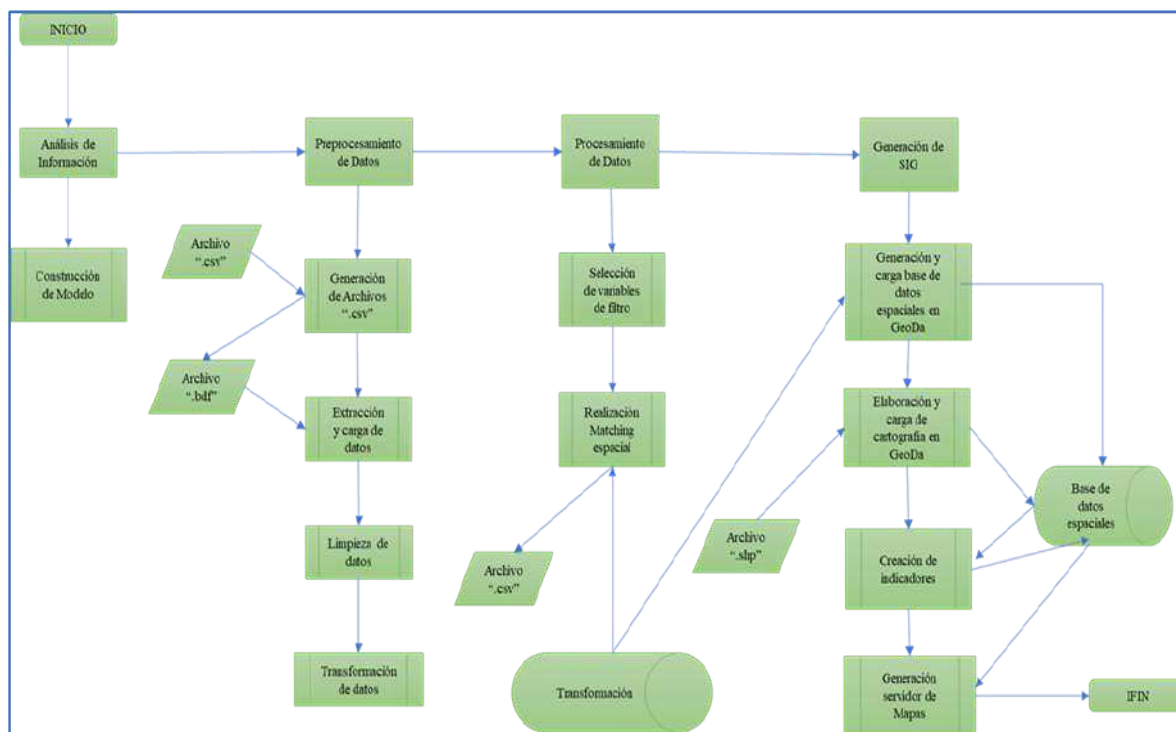 INICIO
Análisis de
Información
Construcción
de Modelo
Preprocesamiento
de Datos
Archivo
“.csv”
Generación
de Archivos
“.csv”
Archivo
“.bdf”
Extracción
y carga de
datos
Limpieza de
datos
Transformación
de datos
Procesamiento
de Datos
Selección
de variables
de filtro
Realización
Matching
espacial
Archivo
“.csv”
Transformación
Generación de
SIG
Generación y
carga base de
datos
espaciales en
GeoDa
Elaboración y
carga de
cartografía en
GeoDa
Archivo
“.shp”
Base de
datos
espaciales
Creación de
indicadores
Generación
servidor de
Mapas
IFIN